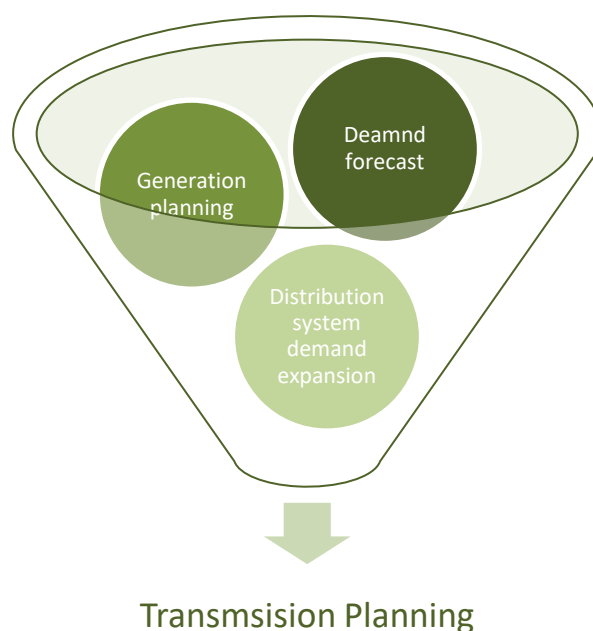 Deamnd
forecast
Generation
planning
Distribution
system
demand
expansion
Transmsision Planning